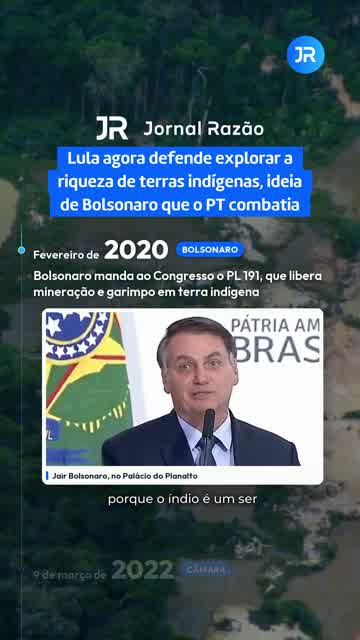 JR
JR Jornal Razão
Lula agora defende explorar a
riqueza de terras indígenas, ideia
de Bolsonaro que o PT combatia
Fevereiro de 2020 BOLSONARO
Bolsonaro manda ao Congresso o PL 191, que libera
mineração e garimpo em terra indígena
PÁTRIA AM
BRAS
Jair Bolsonaro, no Palácio do Planalto
porque o índio é um ser
9 de março de 2022 CÂMARA